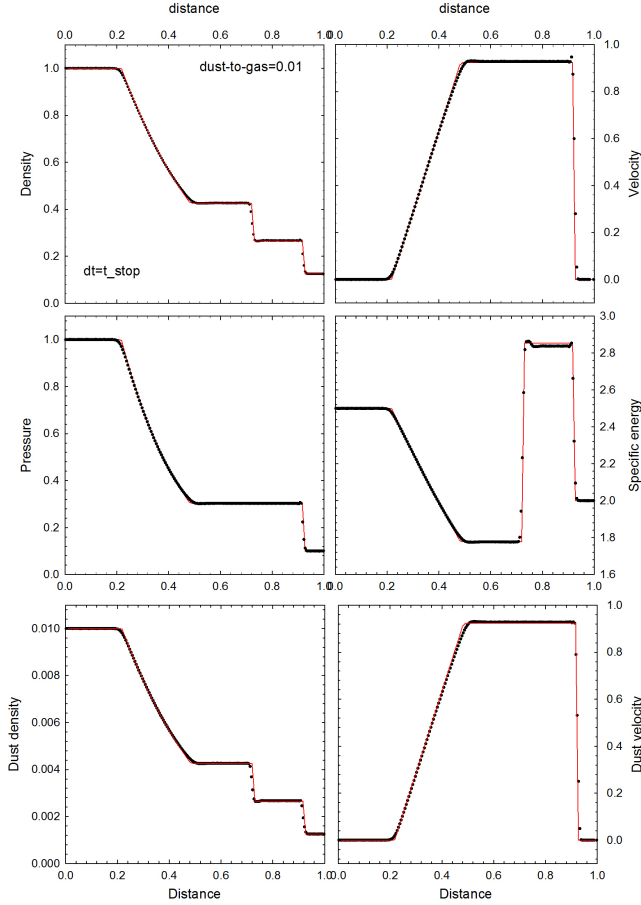 distance distance
0.0 0.2 0.4 0.6 0.8 1.0 0.0 0.2 0.4 0.6 0.8 1.0
dust-to-gas=0.01
dt=t_stop
Density
1.0
0.8
0.6
0.4
0.2
0.0
Velocity
1.0
0.8
0.6
0.4
0.2
0.0
Pressure
1.0
0.8
0.6
0.4
0.2
0.0
0.0 0.2 0.4 0.6 0.8 1.0
Specific energy
3.0
2.8
2.6
2.4
2.2
2.0
1.8
1.6
0.0 0.2 0.4 0.6 0.8 1.0
Dust density
0.010
0.008
0.006
0.004
0.002
0.000
0.0 0.2 0.4 0.6 0.8 1.0
Distance
Dust velocity
1.0
0.8
0.6
0.4
0.2
0.0
0.0 0.2 0.4 0.6 0.8 1.0
Distance